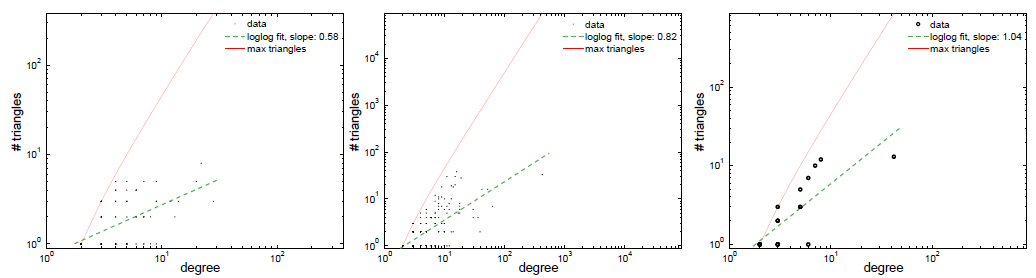 data
loglog fit, slope: 0.58
max triangles
# triangles
10^2
10^1
10^0
10^0
10^1
10^2
degree
data
loglog fit, slope: 0.82
max triangles
# triangles
10^4
10^3
10^2
10^1
10^0
10^0
10^1
10^2
10^3
10^4
degree
data
loglog fit, slope: 1.04
max triangles
# triangles
10^2
10^1
10^0
10^0
10^1
10^2
degree